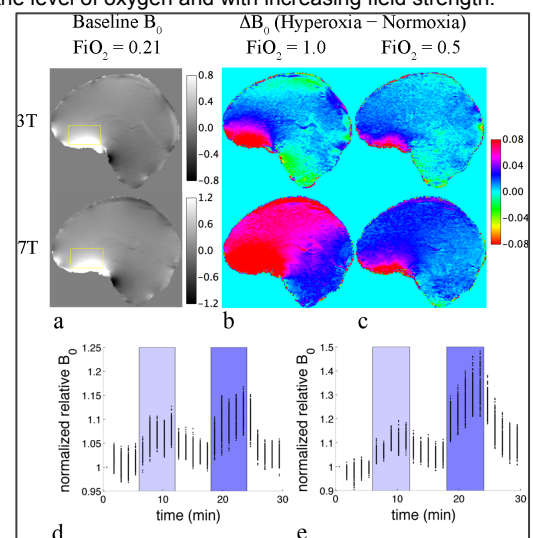 the level of oxygen and with increasing field strength.
Baseline B0
FiO2 = 0.21
ΔB0 (Hyperoxia − Normoxia)
FiO2 = 1.0
FiO2 = 0.5
3T
0.8
0.4
0.0
−0.4
−0.8
7T
1.2
0.6
0.0
−0.6
−1.2
0.08
0.04
0.00
−0.04
−0.08
a
b
c
normalized relative B0
1.25
1.2
1.15
1.1
1.05
1
0.95
0
10
20
30
time (min)
d
normalized relative B0
1.5
1.4
1.3
1.2
1.1
1
0.9
0
10
20
30
time (min)
e